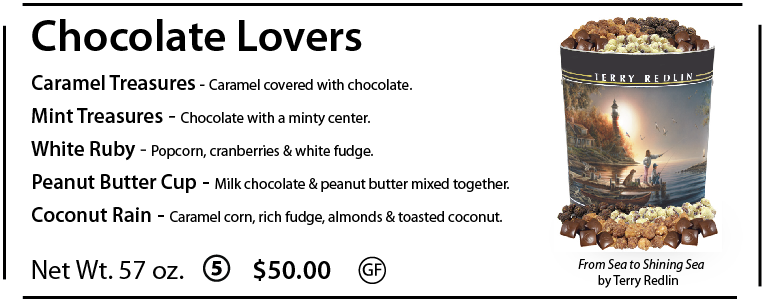 Chocolate Lovers
Caramel Treasures - Caramel covered with chocolate.
Mint Treasures - Chocolate with a minty center.
White Ruby - Popcorn, cranberries & white fudge.
Peanut Butter Cup - Milk chocolate & peanut butter mixed together.
Coconut Rain - Caramel corn, rich fudge, almonds & toasted coconut.
Net Wt. 57 oz. 5 $50.00 GF
TERRY REDLIN
From Sea to Shining Sea
by Terry Redlin